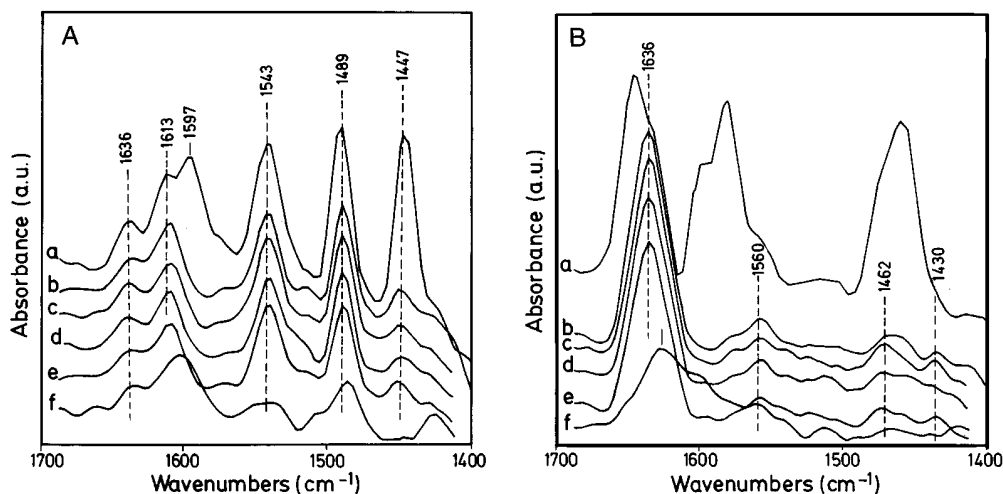 A
1636
1613
1597
1543
1489
1447
a
b
c
d
e
f
Absorbance (a.u.)
1700
1600
1500
1400
Wavenumbers (cm⁻¹)
B
1636
1560
1462
1430
a
b
c
d
e
f
Absorbance (a.u.)
1700
1600
1500
1400
Wavenumbers (cm⁻¹)